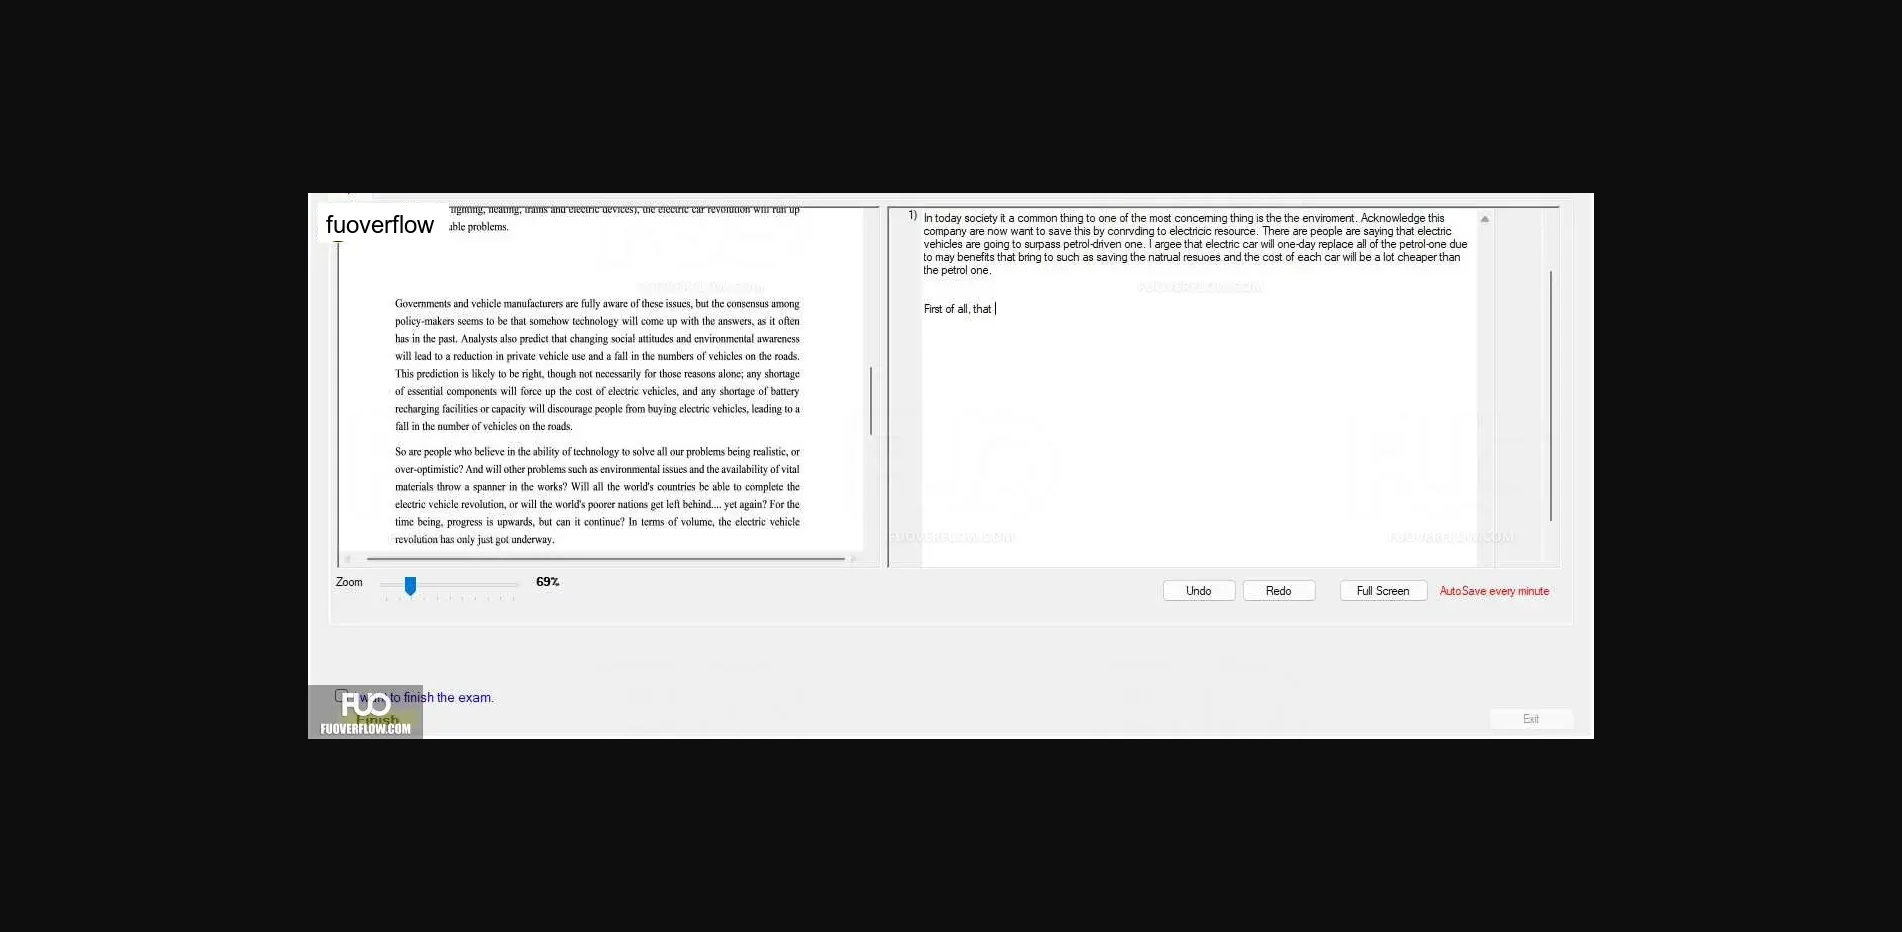 fuoverflow
lighting, heating, trains and electric devices), the electric car revolution will run up
problems.
Governments and vehicle manufacturers are fully aware of these issues, but the consensus among
policy-makers seems to be that somehow technology will come up with the answers, as it often
has in the past. Analysts also predict that changing social attitudes and environmental awareness
will lead to a reduction in private vehicle use and a fall in the numbers of vehicles on the roads.
This prediction is likely to be right, though not necessarily for those reasons alone; any shortage
of essential components will force up the cost of electric vehicles, and any shortage of battery
recharging facilities or capacity will discourage people from buying electric vehicles, leading to a
fall in the number of vehicles on the roads.
So are people who believe in the ability of technology to solve all our problems being realistic, or
over-optimistic? And will other problems such as environmental issues and the availability of vital
materials throw a spanner in the works? Will all the world's countries be able to complete the
electric vehicle revolution, or will the world's poorer nations get left behind.... yet again? For the
time being, progress is upwards, but can it continue? In terms of volume, the electric vehicle
revolution has only just got underway.
1)
In today society it a common thing to one of the most concerning thing is the the enviroment. Acknowledge this
company are now want to save this by conrvding to electricic resource. There are people are saying that electric
vehicles are going to surpass petrol-driven one. I argee that electric car will one-day replace all of the petrol-one due
to may benefits that bring to such as saving the natrual resuoes and the cost of each car will be a lot cheaper than
the petrol one.
First of all, that
FUOVERFLOW.COM
FUOVERFLOW.COM
FUOVERFLOW.COM
FUOVERFLOW.COM
Zoom
69%
Undo
Redo
Full Screen
AutoSave every minute
want to finish the exam.
Finish
FUO
FUOVERFLOW.COM
Exit